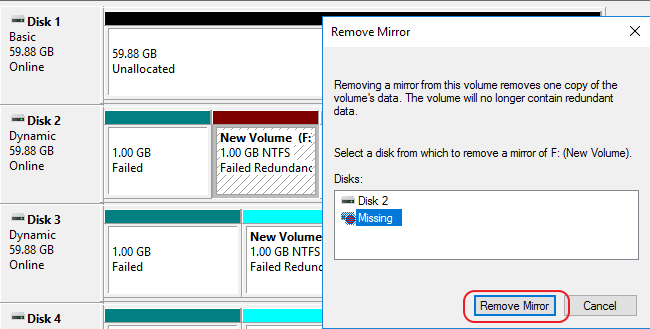 Disk 1
Basic
59.88 GB
Online
59.88 GB
Unallocated
Disk 2
Dynamic
59.88 GB
Online
1.00 GB
Failed
New Volume (F:
1.00 GB NTFS
Failed Redundanc
Disk 3
Dynamic
59.88 GB
Online
1.00 GB
Failed
New Volume
1.00 GB NTFS
Failed Redundanc
Disk 4
Remove Mirror
Removing a mirror from this volume removes one copy of the
volume's data. The volume will no longer contain redundant
data.
Select a disk from which to remove a mirror of F: (New Volume).
Disks:
Disk 2
Missing
Remove Mirror
Cancel